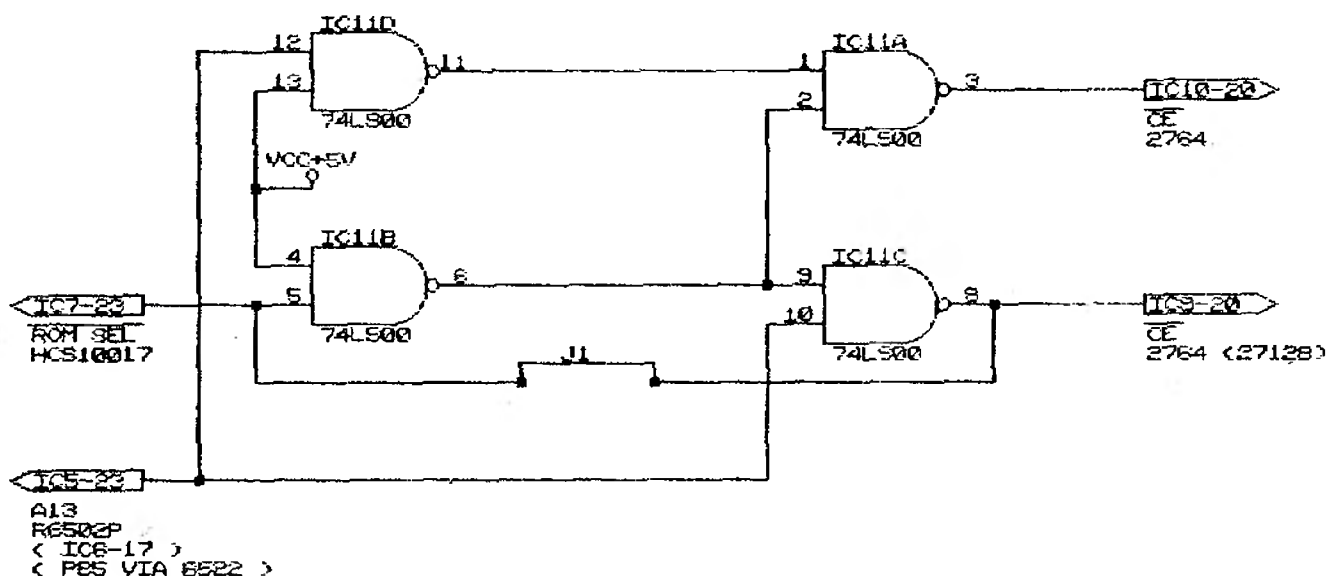 IC11D
12
13
11
74LS00
IC11A
1
2
3
74LS00
IC10-20
CE
2764
VCC+5V
IC11B
4
5
6
74LS00
IC11C
9
10
8
74LS00
IC7-23
ROM SEL
HCS10017
J1
IC9-20
CE
2764 (27128)
IC5-23
A13
R6502P
( IC6-17 )
( PB5 VIA 6522 )